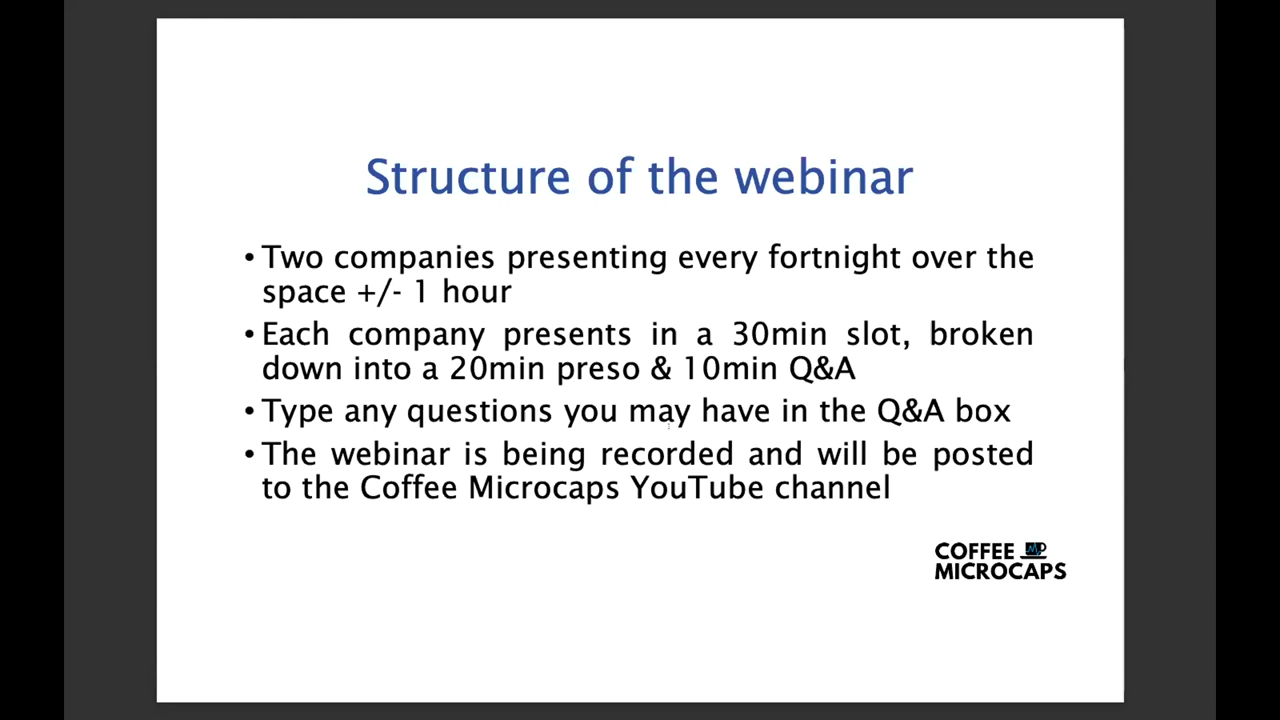 Structure of the webinar
• Two companies presenting every fortnight over the
space +/- 1 hour
• Each company presents in a 30min slot, broken
down into a 20min preso & 10min Q&A
• Type any questions you may have in the Q&A box
• The webinar is being recorded and will be posted
to the Coffee Microcaps YouTube channel
COFFEE
MICROCAPS